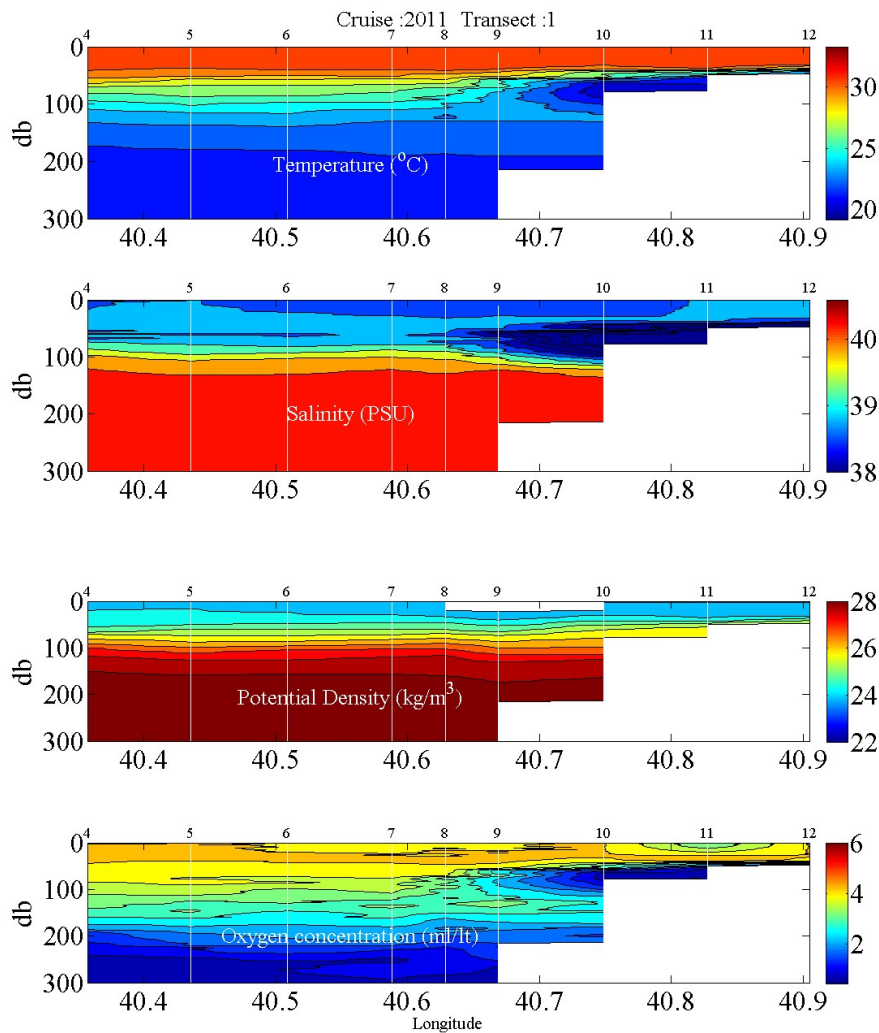 Cruise :2011 Transect :1
4 5 6 7 8 9 10 11 12
0
100
200
300
db
Temperature (°C)
30
25
20
40.4 40.5 40.6 40.7 40.8 40.9
4 5 6 7 8 9 10 11 12
0
100
200
300
db
Salinity (PSU)
40
39
38
40.4 40.5 40.6 40.7 40.8 40.9
4 5 6 7 8 9 10 11 12
0
100
200
300
db
Potential Density (kg/m³)
28
26
24
22
40.4 40.5 40.6 40.7 40.8 40.9
4 5 6 7 8 9 10 11 12
0
100
200
300
db
Oxygen concentration (ml/lt)
6
4
2
40.4 40.5 40.6 40.7 40.8 40.9
Longitude